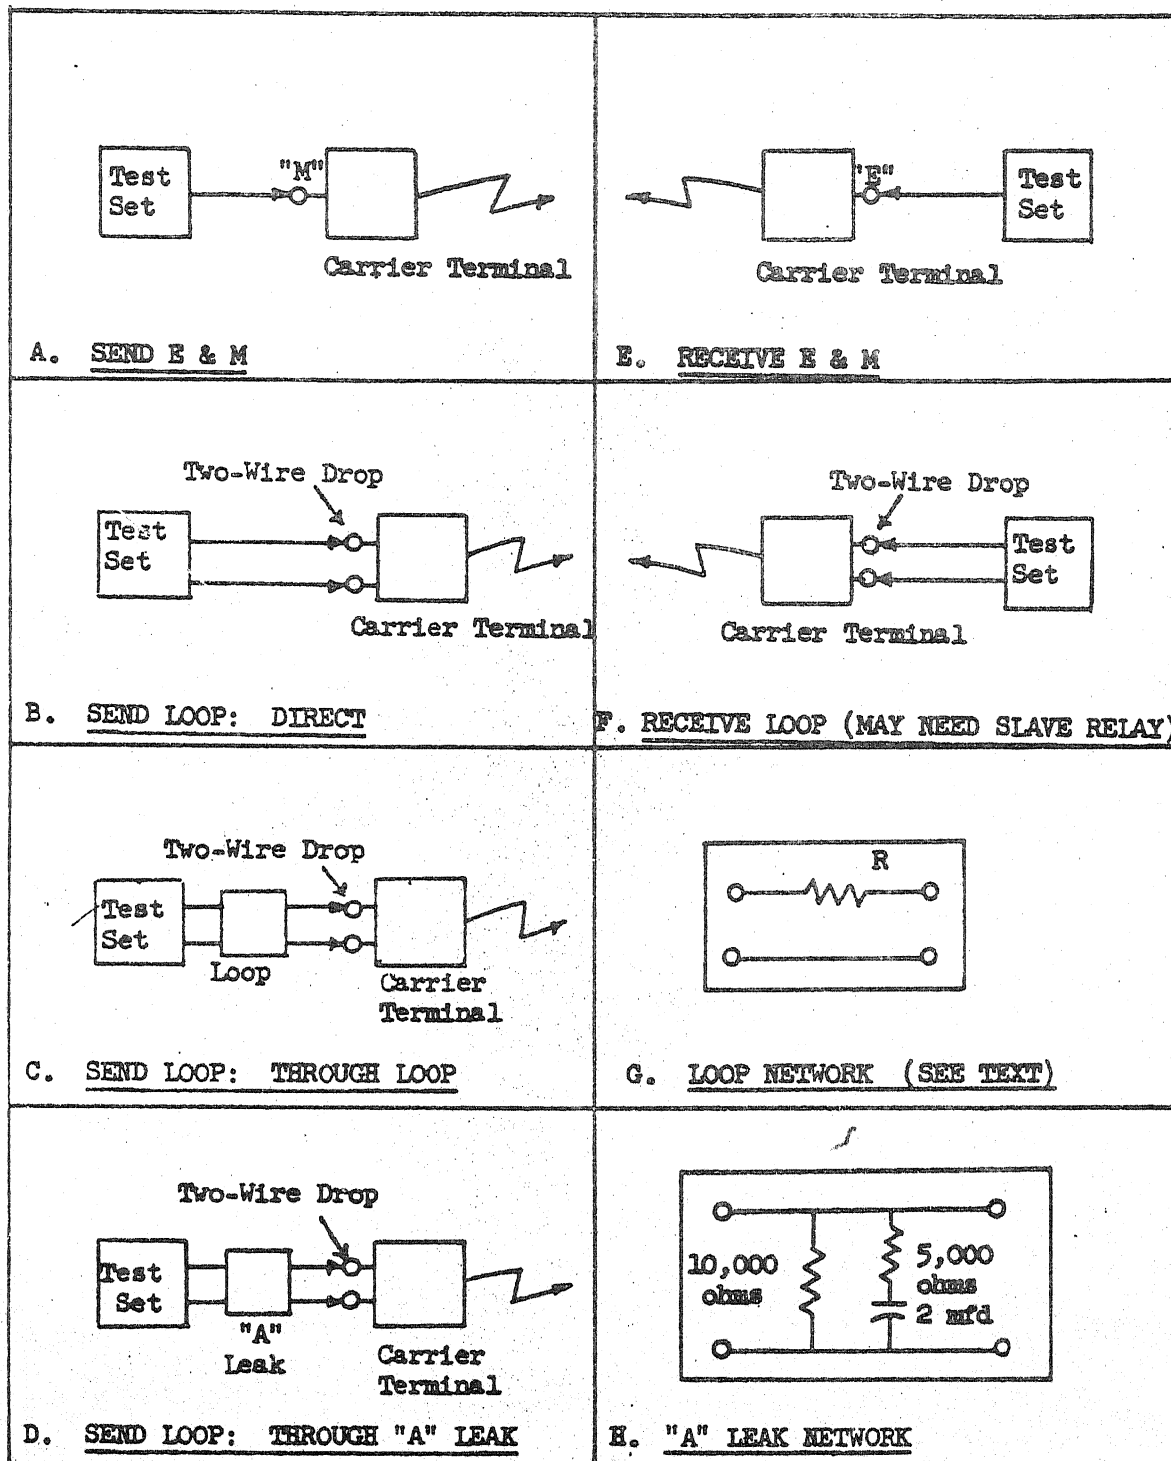 Test
Set
"M"
Carrier Terminal
A. SEND E & M
"E"
Test
Set
Carrier Terminal
E. RECEIVE E & M
Two-Wire Drop
Test
Set
Carrier Terminal
B. SEND LOOP: DIRECT
Two-Wire Drop
Test
Set
Carrier Terminal
F. RECEIVE LOOP (MAY NEED SLAVE RELAY)
Two-Wire Drop
Test
Set
Loop
Carrier
Terminal
C. SEND LOOP: THROUGH LOOP
R
G. LOOP NETWORK (SEE TEXT)
Two-Wire Drop
Test
Set
"A"
Leak
Carrier
Terminal
D. SEND LOOP: THROUGH "A" LEAK
10,000
ohms
5,000
ohms
2 mfd
H. "A" LEAK NETWORK